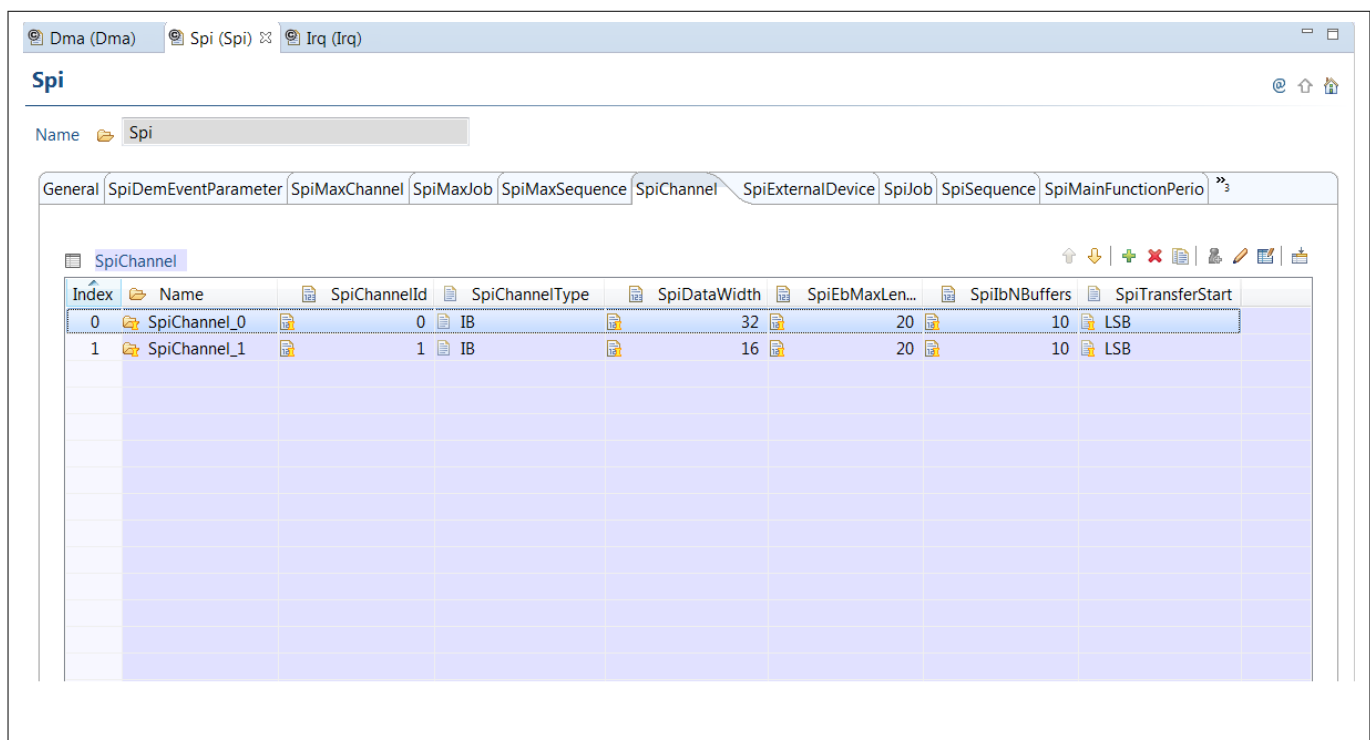 Dma (Dma) Spi (Spi) Irq (Irq)
Spi
Name Spi
General SpiDemEventParameter SpiMaxChannel SpiMaxJob SpiMaxSequence SpiChannel SpiExternalDevice SpiJob SpiSequence SpiMainFunctionPerio »3
SpiChannel
Index Name SpiChannelId SpiChannelType SpiDataWidth SpiEbMaxLen... SpiIbNBuffers SpiTransferStart
0 SpiChannel_0 0 IB 32 20 10 LSB
1 SpiChannel_1 1 IB 16 20 10 LSB